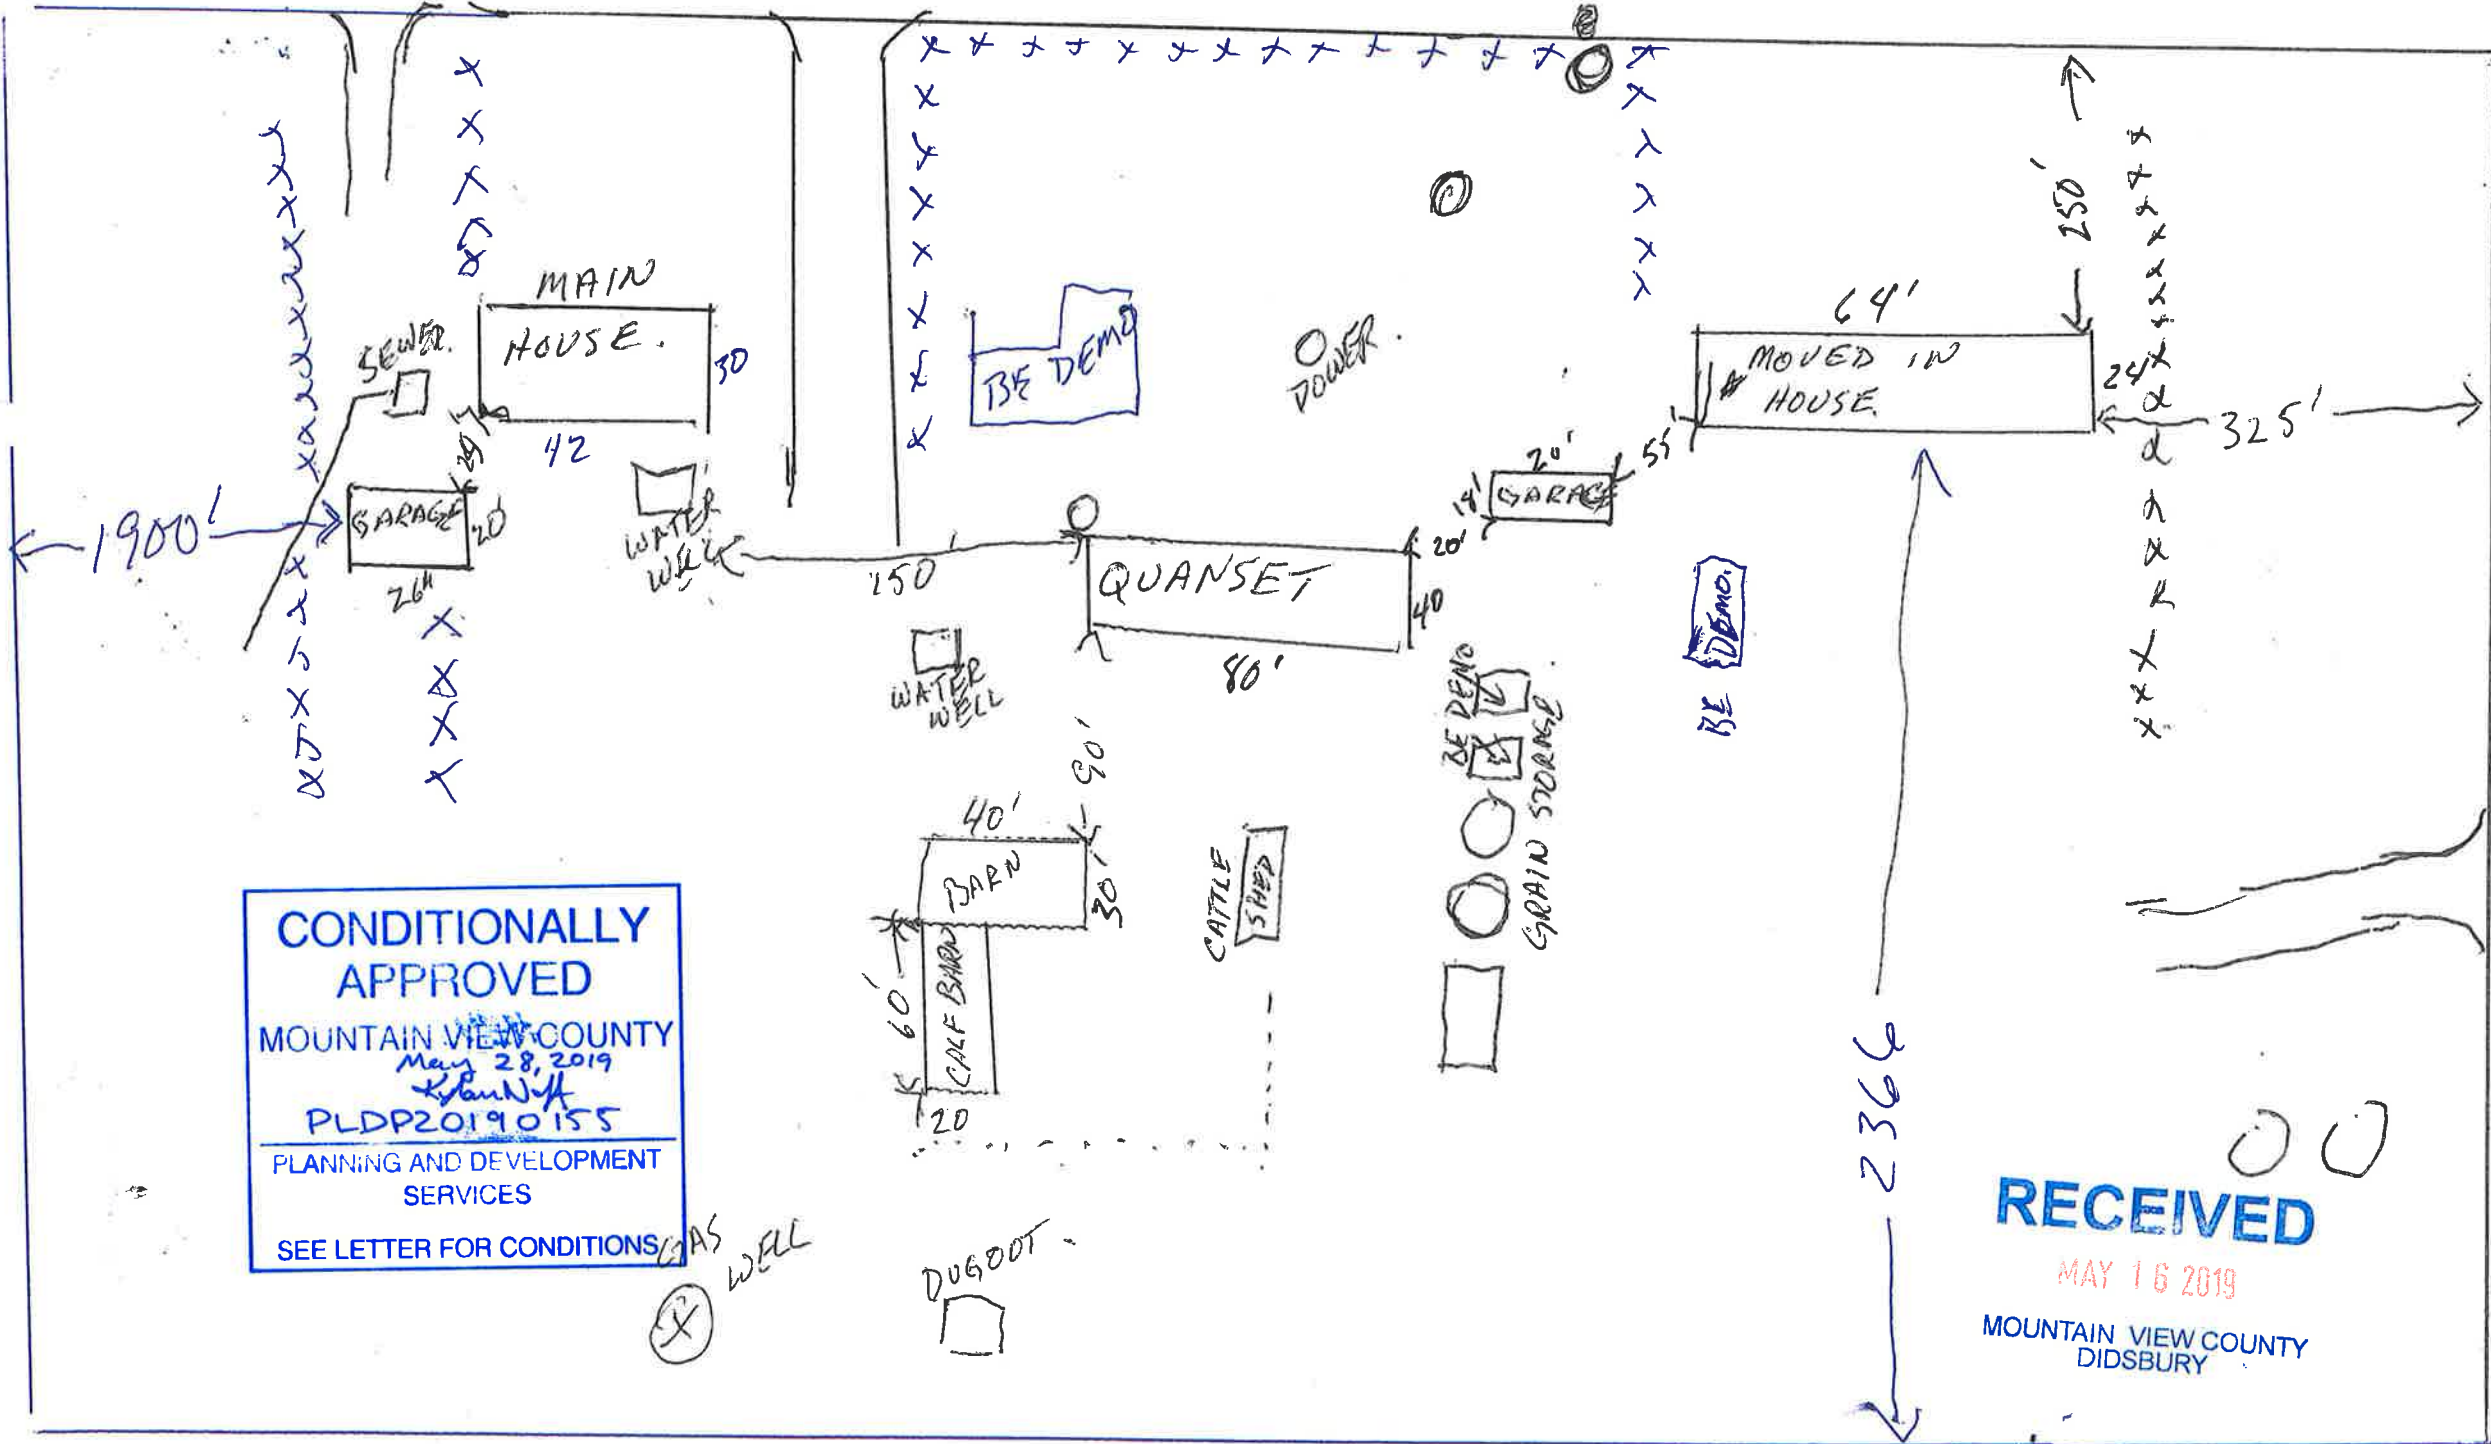 MAIN
HOUSE.
30
42
SEWER.
29'
GARAGE
20'
26"
1900'
WATER
WELL
150'
BE DEMO
POWER.
64'
MOVED IN
HOUSE.
24'
250'
325'
55'
20'
18'
GARAGE
20'
QUANSET
40
80'
WATER
WELL
90'
40'
BARN
30'
60'
CALF BARN
20
CATTLE
SHED
BE DEMO
GRAIN STORAGE
BE DEMO.
2366
CONDITIONALLY
APPROVED
MOUNTAIN VIEW COUNTY
May 28, 2019
PLDP20190155
PLANNING AND DEVELOPMENT
SERVICES
SEE LETTER FOR CONDITIONS
GAS
WELL
DUGOUT.
RECEIVED
MAY 16 2019
MOUNTAIN VIEW COUNTY
DIDSBURY